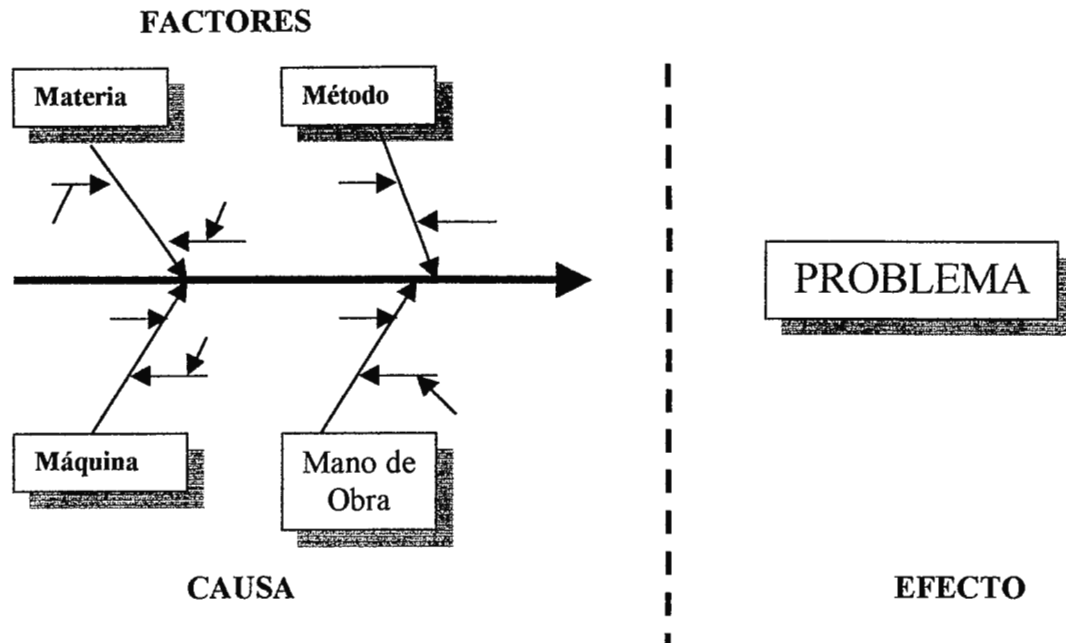 FACTORES
Materia
Método
PROBLEMA
Máquina
Mano de
Obra
CAUSA
EFECTO